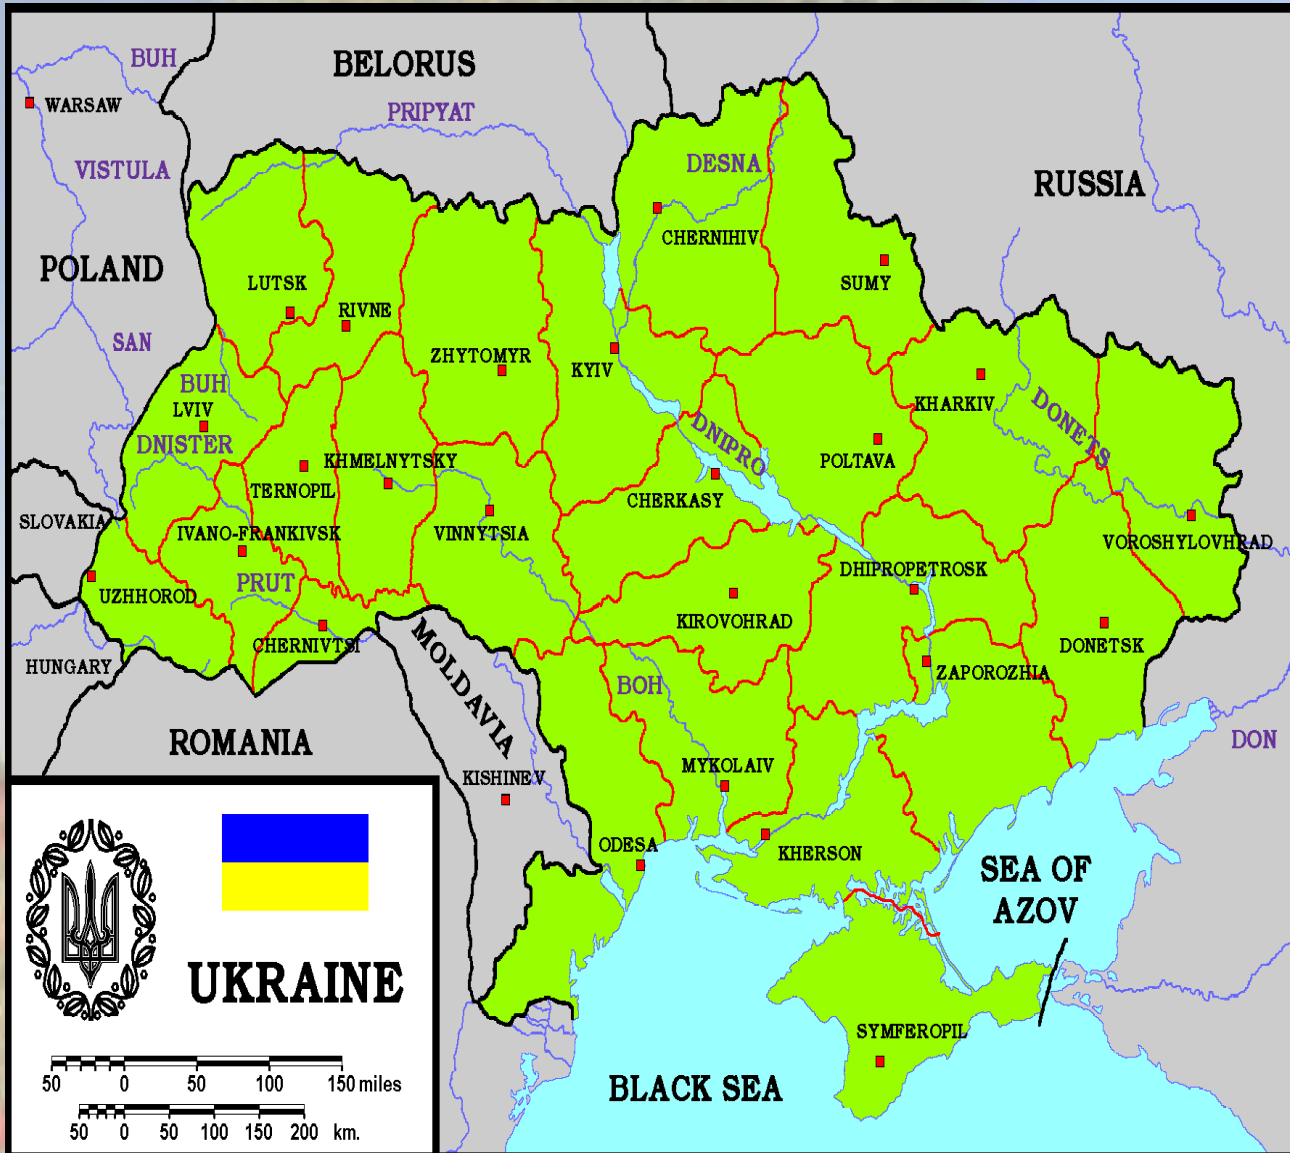 BUH
BELORUS
WARSAW
PRIPYAT
VISTULA
DESNA
RUSSIA
CHERNIHIV
POLAND
SUMY
LUTSK
RIVNE
SAN
ZHYTOMYR
KYIV
BUH
LVIV
KHARKIV
DONETS
DNISTER
DNIPRO
POLTAVA
KHMELNYTSKY
TERNOPIL
CHERKASY
SLOVAKIA
IVANO-FRANKIVSK
VINNYTSIA
VOROSHYLOVHRAD
DHIPROPETROSK
UZHHOROD
PRUT
KIROVOHRAD
CHERNIVTSI
DONETSK
HUNGARY
MOLDAVIA
ZAPOROZHIA
BOH
ROMANIA
DON
MYKOLAIV
KISHINEV
ODESA
KHERSON
SEA OF
AZOV
UKRAINE
SYMFEROPIL
BLACK SEA
50 0 50 100 150 miles
50 0 50 100 150 200 km.